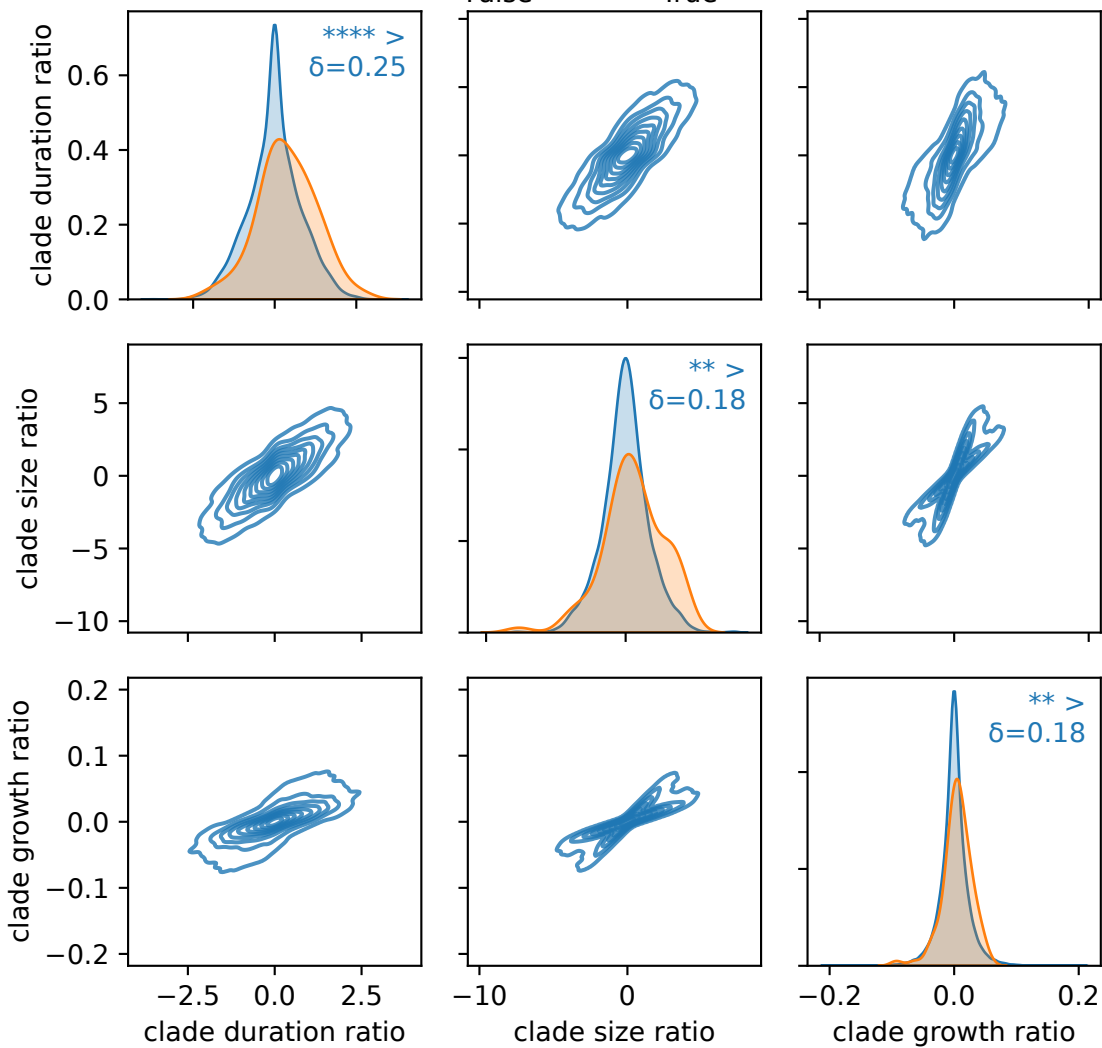 clade duration ratio
0.6
0.4
0.2
0.0
**** >
δ=0.25
clade size ratio
5
0
−5
−10
** >
δ=0.18
clade growth ratio
0.2
0.1
0.0
−0.1
−0.2
** >
δ=0.18
−2.5 0.0 2.5
−10 0
−0.2 0.0 0.2
clade duration ratio
clade size ratio
clade growth ratio